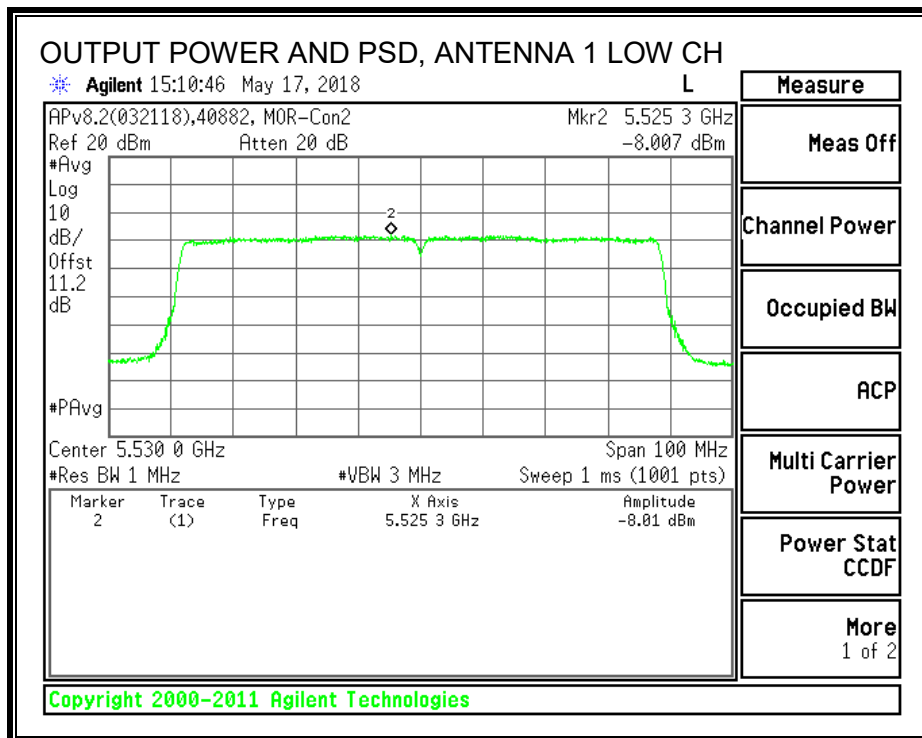 OUTPUT POWER AND PSD, ANTENNA 1 LOW CH
Agilent 15:10:46 May 17, 2018 L
Measure
APv8.2(032118),40882, MOR-Con2 Mkr2 5.525 3 GHz
Ref 20 dBm Atten 20 dB -8.007 dBm
Meas Off
#Avg
Log
10
dB/
Offst
11.2
dB
2
Channel Power
Occupied BW
ACP
#PAvg
Center 5.530 0 GHz Span 100 MHz
#Res BW 1 MHz #VBW 3 MHz Sweep 1 ms (1001 pts)
Multi Carrier
Power
Marker Trace Type X Axis Amplitude
2 (1) Freq 5.525 3 GHz -8.01 dBm
Power Stat
CCDF
More
1 of 2
Copyright 2000-2011 Agilent Technologies